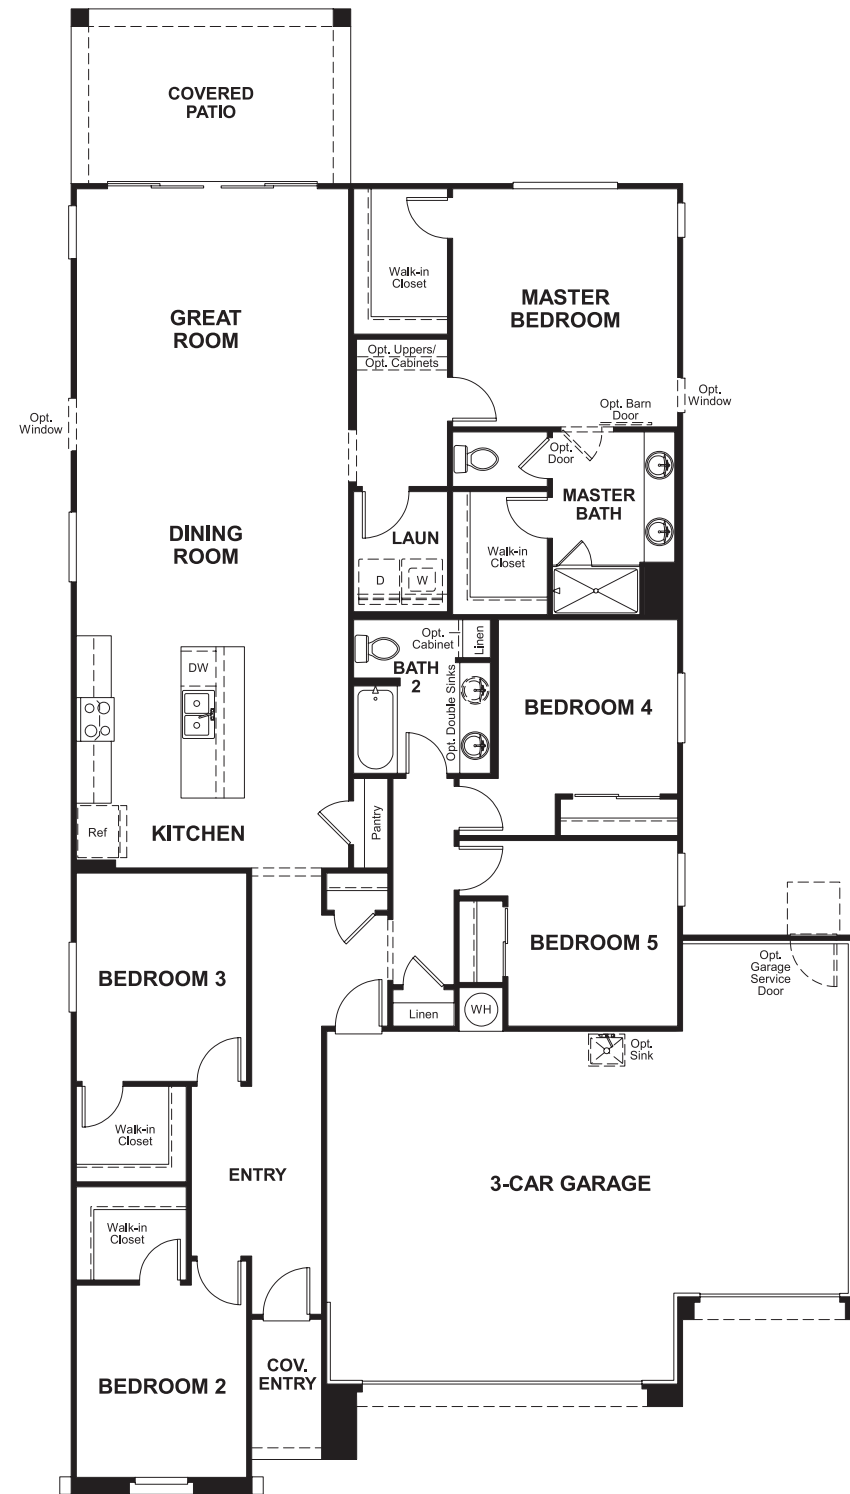 COVERED
PATIO
Walk-in
Closet
MASTER
BEDROOM
GREAT
ROOM
Opt. Uppers/
Opt. Cabinets
Opt.
Window
Opt.
Window
Opt. Barn
Door
Opt.
Door
MASTER
BATH
DINING
ROOM
LAUN
Walk-in
Closet
D
W
Opt.
Cabinet
Linen
BATH
2
Opt. Double Sinks
DW
BEDROOM 4
Ref
KITCHEN
Pantry
BEDROOM 3
BEDROOM 5
Opt.
Garage
Service
Door
Linen
WH
Opt.
Sink
Walk-in
Closet
ENTRY
3-CAR GARAGE
Walk-in
Closet
BEDROOM 2
COV.
ENTRY